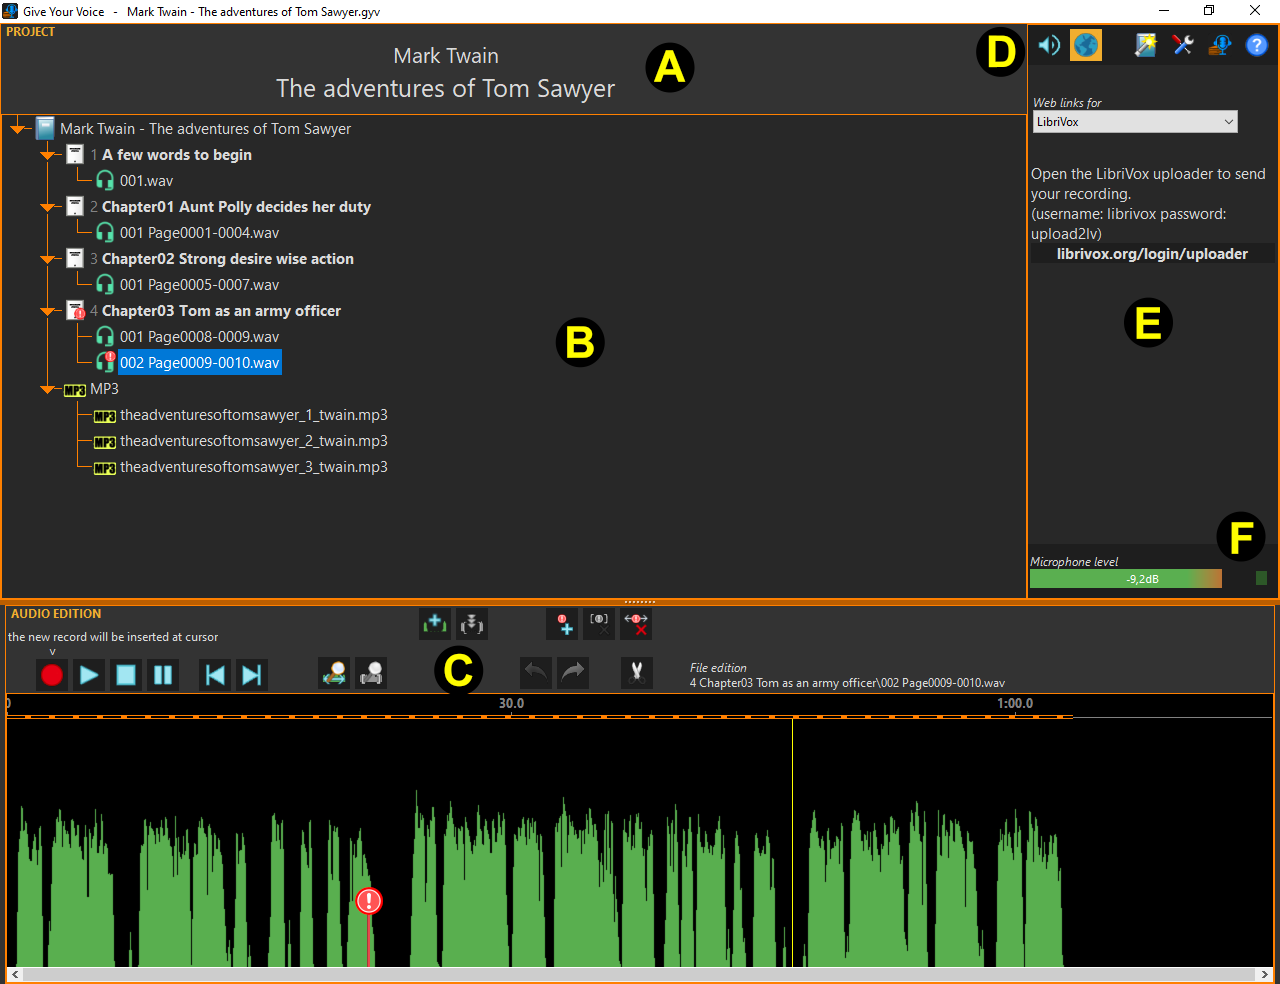 Give Your Voice - Mark Twain - The adventures of Tom Sawyer.gyv
PROJECT
Mark Twain
The adventures of Tom Sawyer
A
D
Mark Twain - The adventures of Tom Sawyer
1 A few words to begin
001.wav
2 Chapter01 Aunt Polly decides her duty
001 Page0001-0004.wav
3 Chapter02 Strong desire wise action
001 Page0005-0007.wav
4 Chapter03 Tom as an army officer
001 Page0008-0009.wav
002 Page0009-0010.wav
B
MP3 MP3
MP3 theadventuresoftomsawyer_1_twain.mp3
MP3 theadventuresoftomsawyer_2_twain.mp3
MP3 theadventuresoftomsawyer_3_twain.mp3
?
Web links for
LibriVox
Open the LibriVox uploader to send
your recording.
(username: librivox password:
upload2lv)
librivox.org/login/uploader
E
F
Microphone level
-9,2dB
AUDIO EDITION
the new record will be inserted at cursor
v
C
File edition
4 Chapter03 Tom as an army officer\002 Page0009-0010.wav
0 30.0 1:00.0
!